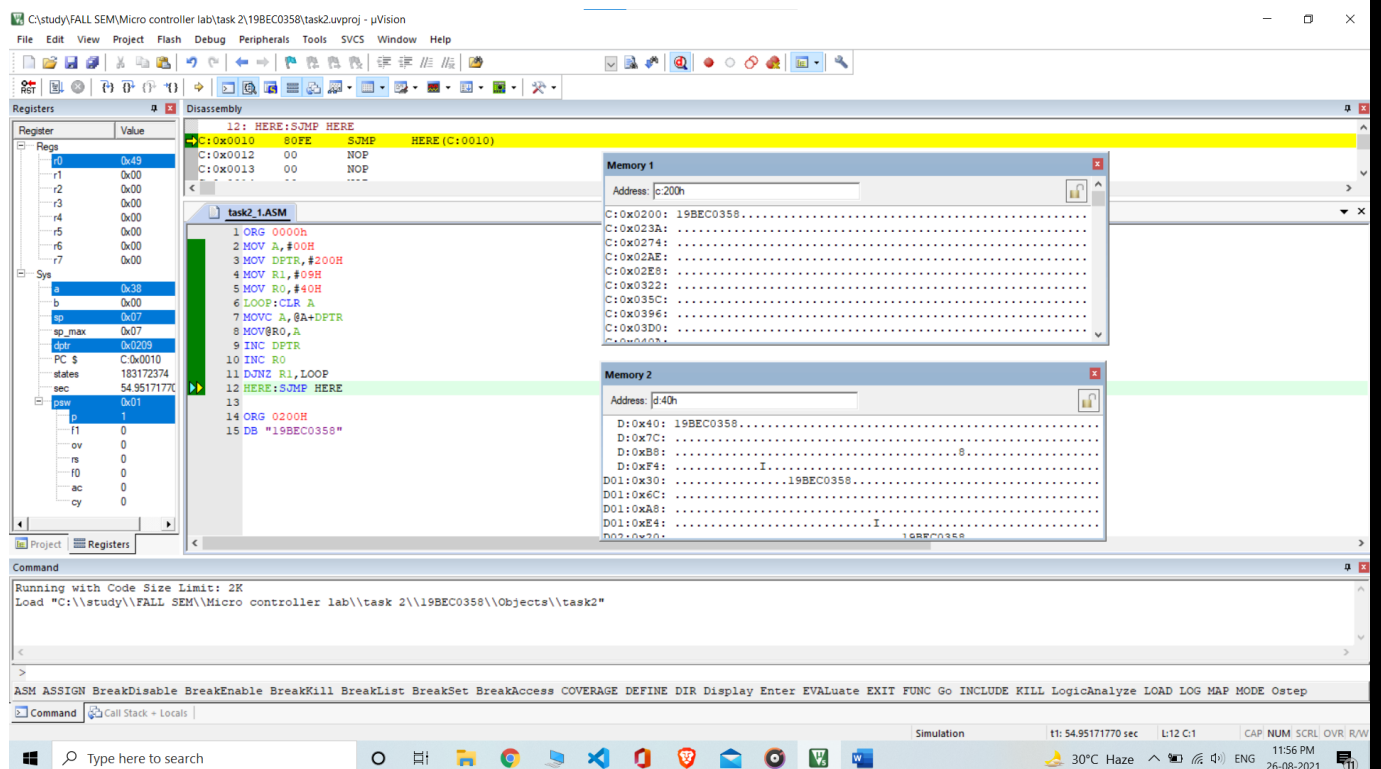 C:\study\FALL SEM\Micro controller lab\task 2\19BEC0358\task2.uvproj - µVision
File Edit View Project Flash Debug Peripherals Tools SVCS Window Help
Registers
Register Value
Regs
r0 0x49
r1 0x00
r2 0x00
r3 0x00
r4 0x00
r5 0x00
r6 0x00
r7 0x00
Sys
a 0x38
b 0x00
sp 0x07
sp_max 0x07
dptr 0x0209
PC $ C:0x0010
states 183172374
sec 54.95171770
psw 0x01
p 1
f1 0
ov 0
rs 0
f0 0
ac 0
cy 0
Project Registers
Disassembly
12: HERE:SJMP HERE
C:0x0010 80FE SJMP HERE(C:0010)
C:0x0012 00 NOP
C:0x0013 00 NOP
task2_1.ASM
1 ORG 0000h
2 MOV A,#00H
3 MOV DPTR,#200H
4 MOV R1,#09H
5 MOV R0,#40H
6 LOOP:CLR A
7 MOVC A,@A+DPTR
8 MOV@R0,A
9 INC DPTR
10 INC R0
11 DJNZ R1,LOOP
12 HERE:SJMP HERE
13
14 ORG 0200H
15 DB "19BEC0358"
Memory 1
Address: c:200h
C:0x0200: 19BEC0358..................................................
C:0x023A: ..........................................................
C:0x0274: ..........................................................
C:0x02AE: ..........................................................
C:0x02E8: ..........................................................
C:0x0322: ..........................................................
C:0x035C: ..........................................................
C:0x0396: ..........................................................
C:0x03D0: ..........................................................
C:0x040A:
Memory 2
Address: d:40h
D:0x40: 19BEC0358...................................................
D:0x7C: ............................................................
D:0xB8: ........................................8...................
D:0xF4: ............I...............................................
D01:0x30: ................19BEC0358...................................
D01:0x6C: ............................................................
D01:0xA8: ............................................................
D01:0xE4: ............................I...............................
D02:0x20: ................................19BEC0358...................
Command
Running with Code Size Limit: 2K
Load "C:\\study\\FALL SEM\\Micro controller lab\\task 2\\19BEC0358\\Objects\\task2"
>
ASM ASSIGN BreakDisable BreakEnable BreakKill BreakList BreakSet BreakAccess COVERAGE DEFINE DIR Display Enter EVALuate EXIT FUNC Go INCLUDE KILL LogicAnalyze LOAD LOG MAP MODE Ostep
Command Call Stack + Locals
Simulation t1: 54.95171770 sec L:12 C:1 CAP NUM SCRL OVR R/W
Type here to search
30°C Haze ENG
11:56 PM
26-08-2021